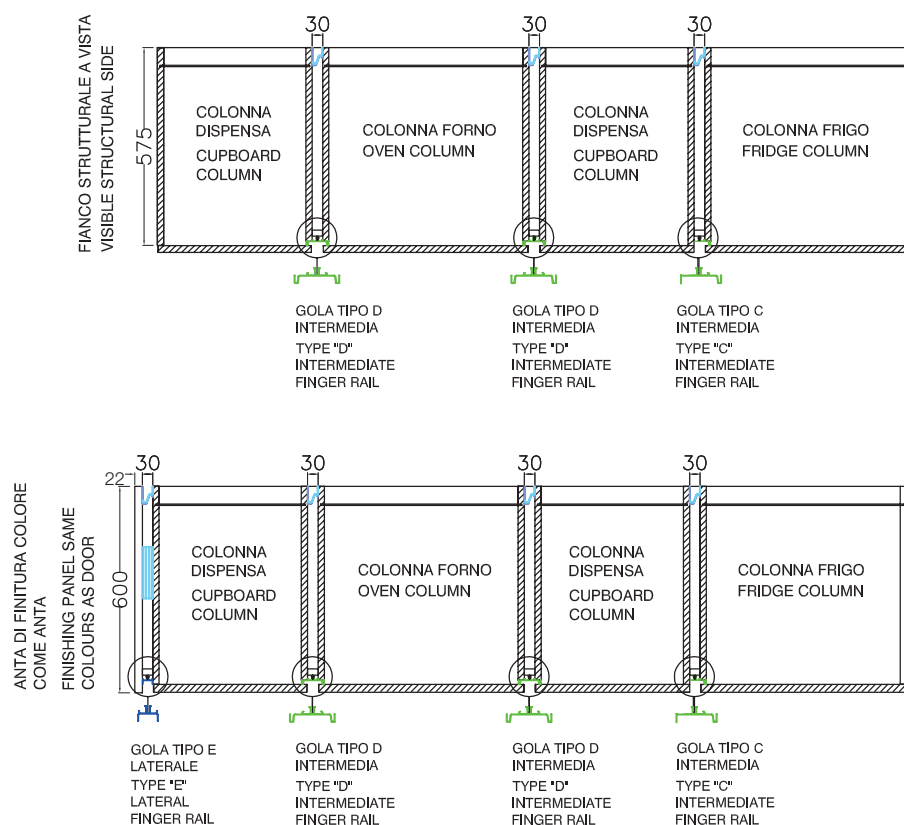 30
30
30
FIANCO STRUTTURALE A VISTA
VISIBLE STRUCTURAL SIDE
575
COLONNA
DISPENSA
CUPBOARD
COLUMN
COLONNA FORNO
OVEN COLUMN
COLONNA
DISPENSA
CUPBOARD
COLUMN
COLONNA FRIGO
FRIDGE COLUMN
GOLA TIPO D
INTERMEDIA
TYPE "D"
INTERMEDIATE
FINGER RAIL
GOLA TIPO D
INTERMEDIA
TYPE "D"
INTERMEDIATE
FINGER RAIL
GOLA TIPO C
INTERMEDIA
TYPE "C"
INTERMEDIATE
FINGER RAIL
22
30
30
30
30
ANTA DI FINITURA COLORE
COME ANTA
FINISHING PANEL SAME
COLOURS AS DOOR
600
COLONNA
DISPENSA
CUPBOARD
COLUMN
COLONNA FORNO
OVEN COLUMN
COLONNA
DISPENSA
CUPBOARD
COLUMN
COLONNA FRIGO
FRIDGE COLUMN
GOLA TIPO E
LATERALE
TYPE "E"
LATERAL
FINGER RAIL
GOLA TIPO D
INTERMEDIA
TYPE "D"
INTERMEDIATE
FINGER RAIL
GOLA TIPO D
INTERMEDIA
TYPE "D"
INTERMEDIATE
FINGER RAIL
GOLA TIPO C
INTERMEDIA
TYPE "C"
INTERMEDIATE
FINGER RAIL